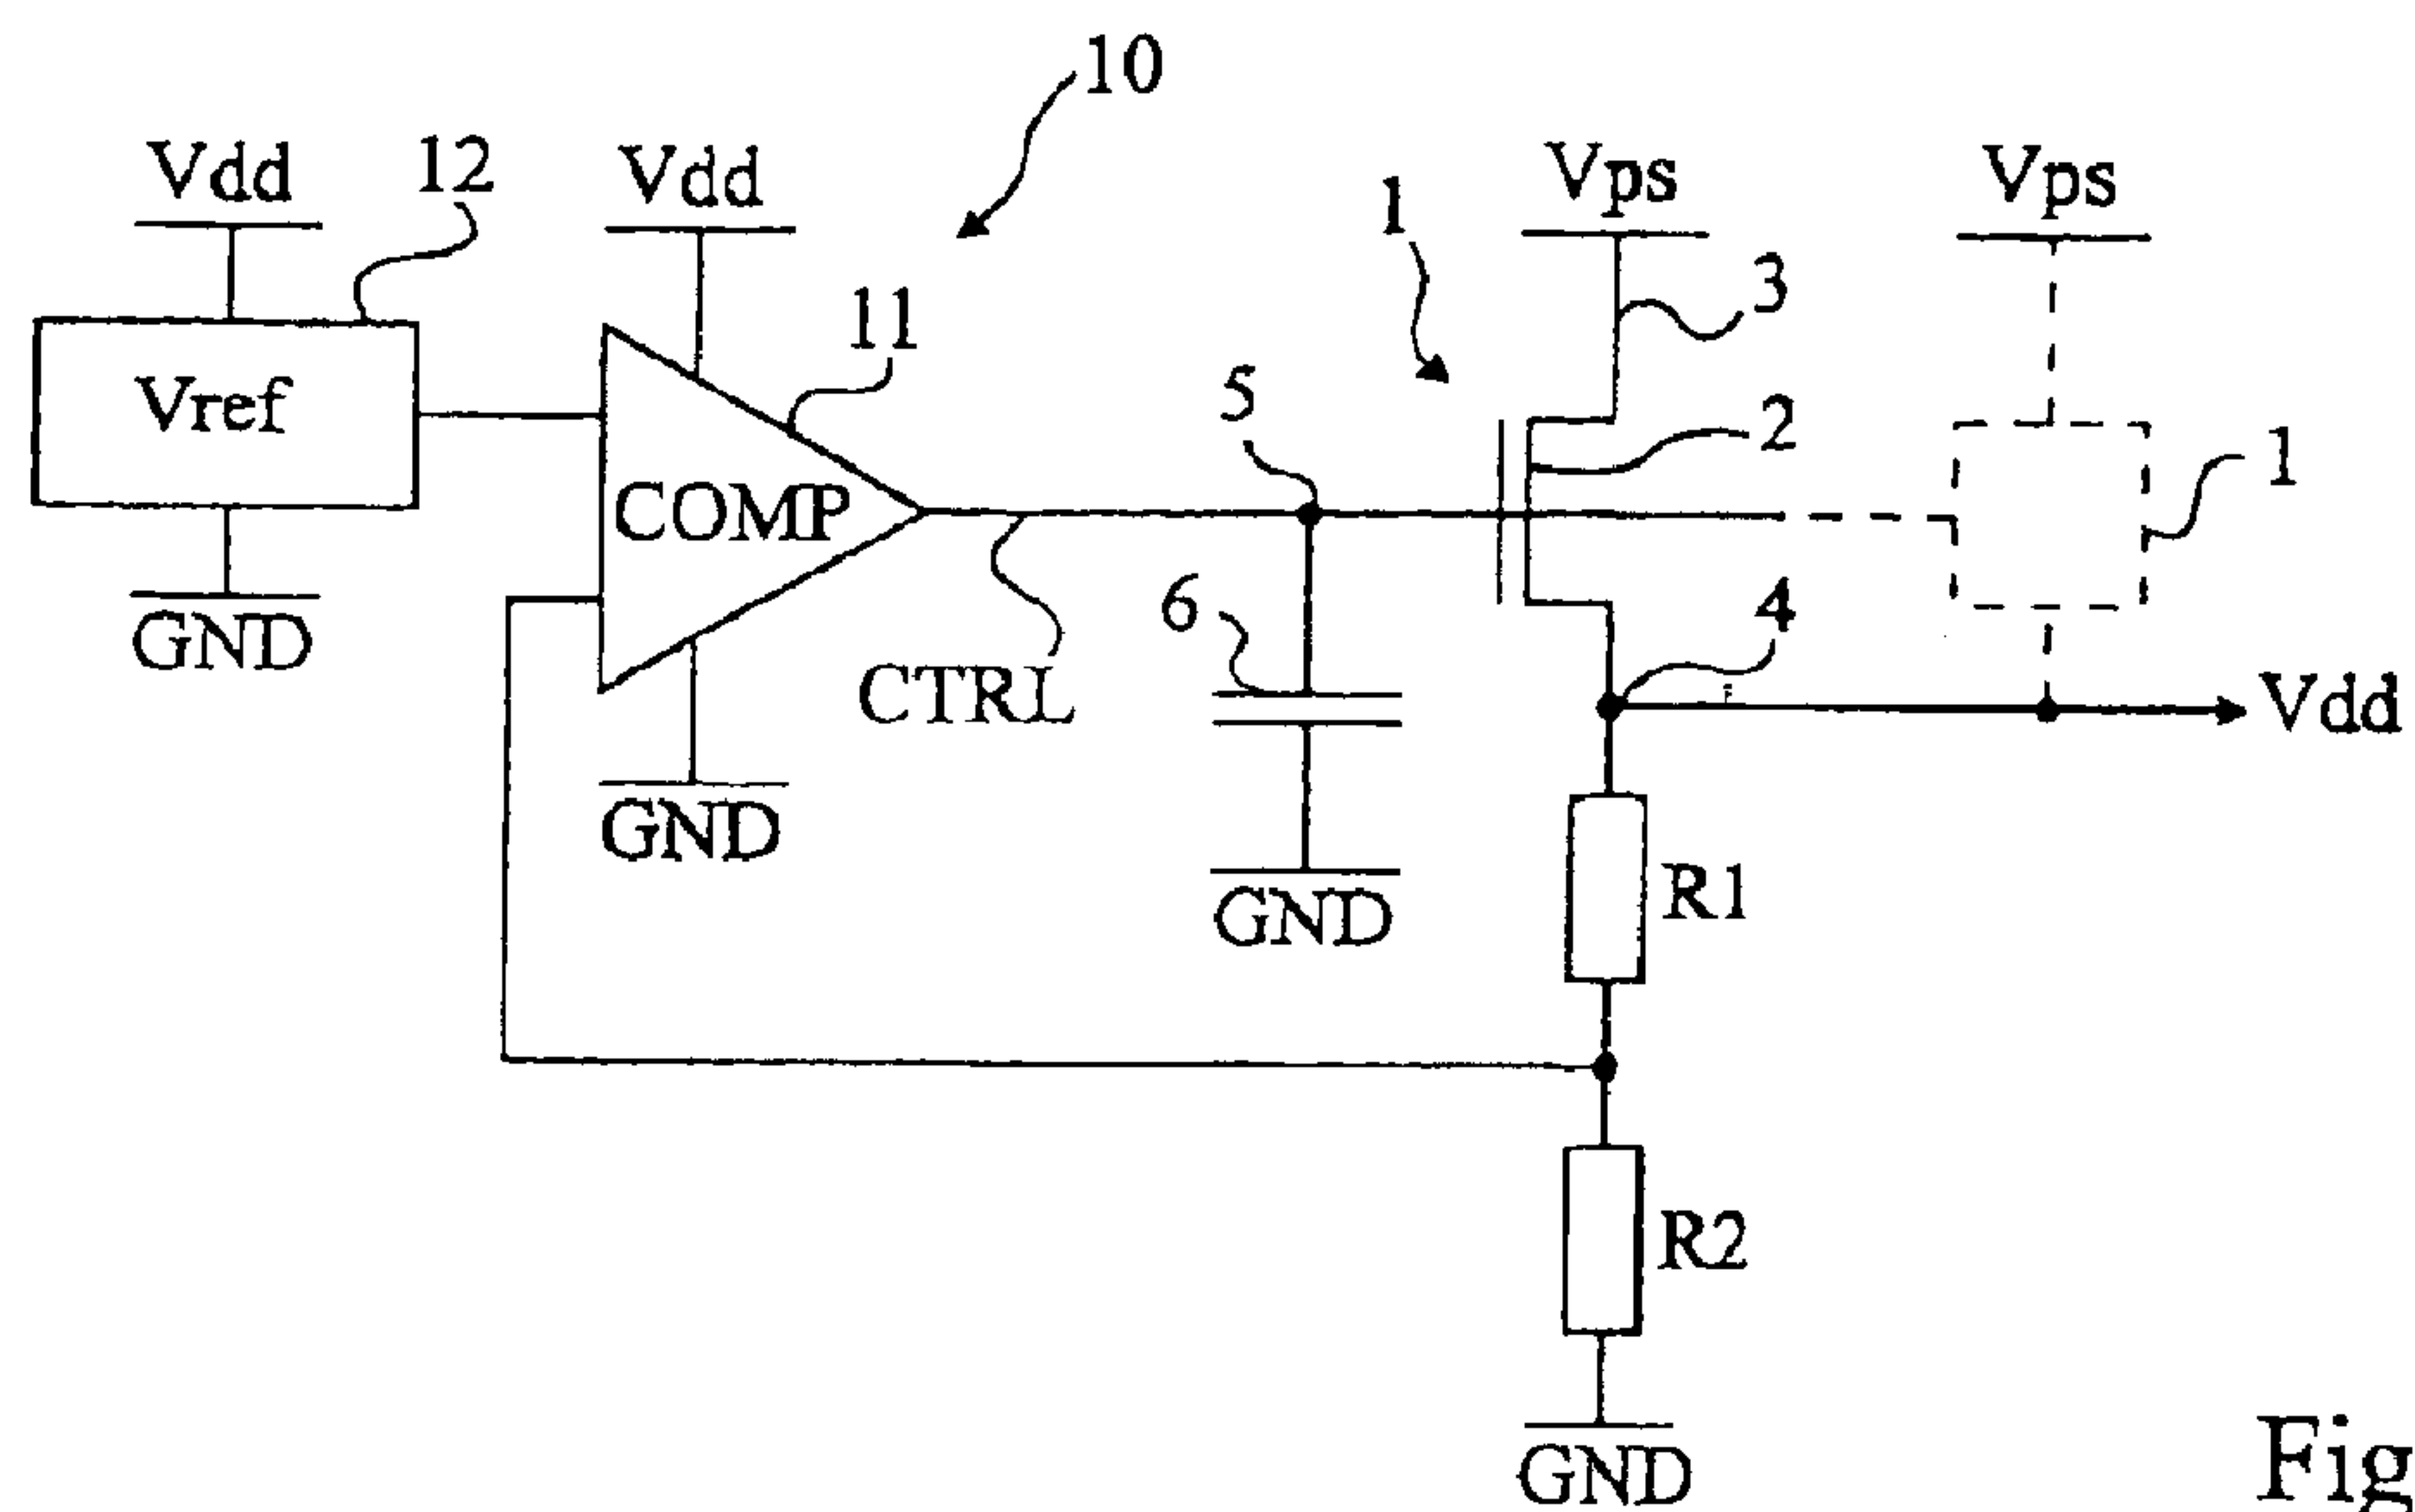 10
Vdd
12
Vdd
1
Vps
Vps
3
11
5
2
Vref
1
COMP
6
4
GND
CTRL
Vdd
GND
R1
GND
R2
GND
Fig